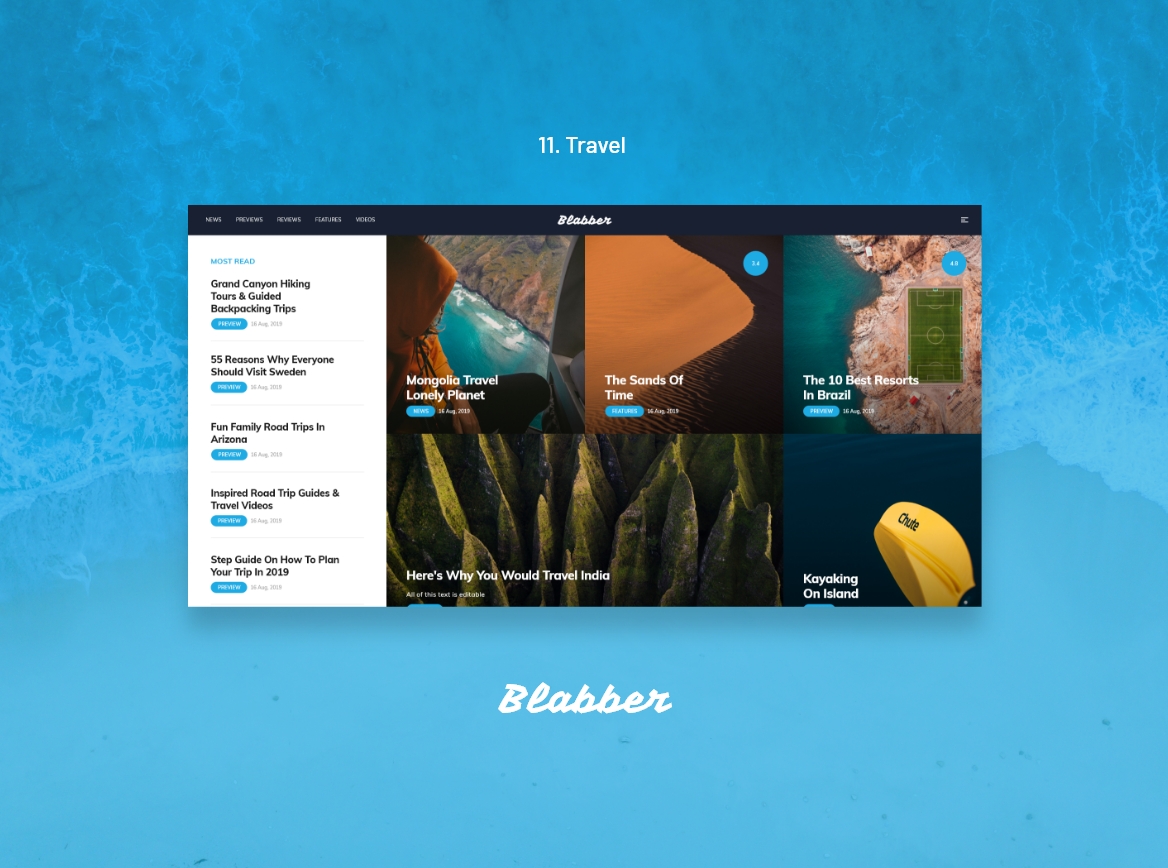 11. Travel
NEWS PREVIEWS REVIEWS FEATURES VIDEOS
Blabber
MOST READ
Grand Canyon Hiking
Tours & Guided
Backpacking Trips
PREVIEW 16 Aug, 2019
55 Reasons Why Everyone
Should Visit Sweden
PREVIEW 16 Aug, 2019
Fun Family Road Trips In
Arizona
PREVIEW 16 Aug, 2019
Inspired Road Trip Guides &
Travel Videos
PREVIEW 16 Aug, 2019
Step Guide On How To Plan
Your Trip In 2019
PREVIEW 16 Aug, 2019
Mongolia Travel
Lonely Planet
NEWS 16 Aug, 2019
3.4
The Sands Of
Time
FEATURES 16 Aug, 2019
4.9
The 10 Best Resorts
In Brazil
PREVIEW 16 Aug, 2019
Here's Why You Would Travel India
All of this text is editable
Chute
Kayaking
On Island
Blabber